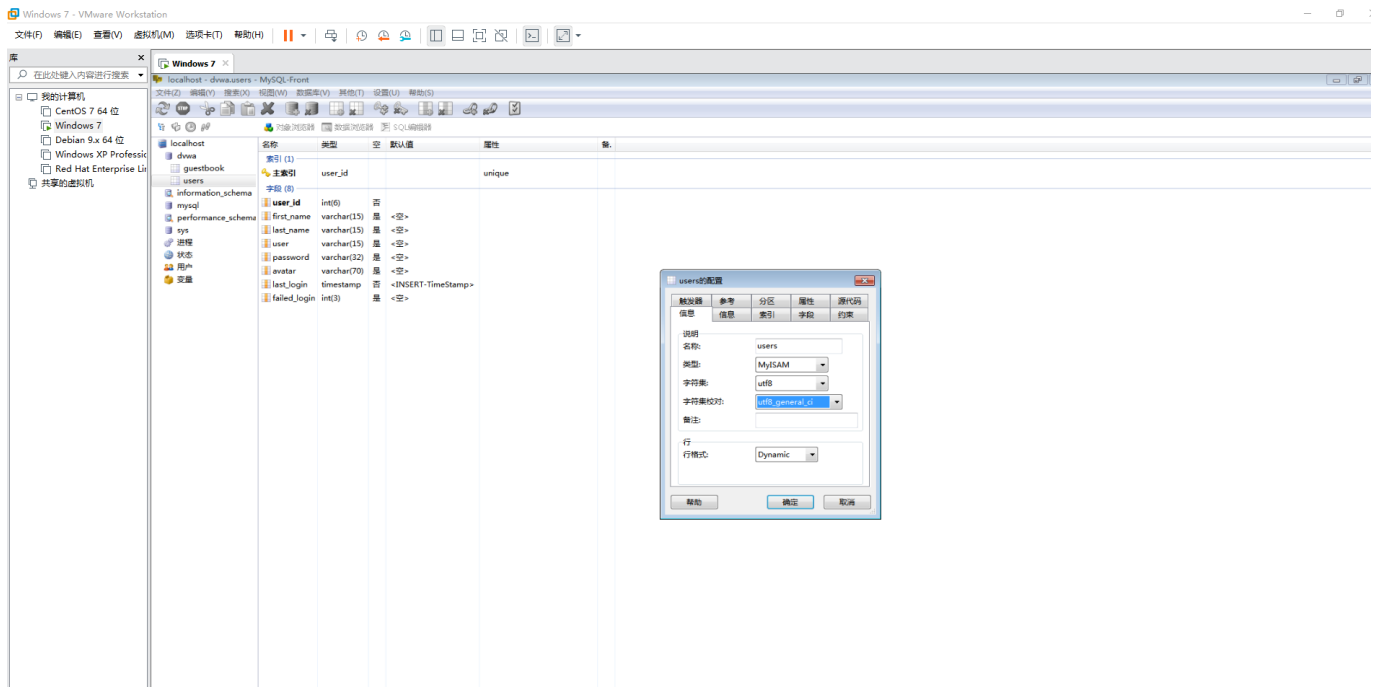 Windows 7 - VMware Workstation
文件(F) 编辑(E) 查看(V) 虚拟机(M) 选项卡(T) 帮助(H)
库 ×
在此处键入内容进行搜索
我的计算机
CentOS 7 64 位
Windows 7
Debian 9.x 64 位
Windows XP Professic
Red Hat Enterprise Lir
共享的虚拟机
Windows 7 ×
localhost - dvwa.users - MySQL-Front
文件(Z) 编辑(Y) 搜索(X) 视图(W) 数据库(V) 其他(T) 设置(U) 帮助(S)
对象浏览器 数据浏览器 SQL编辑器
localhost
dvwa
guestbook
users
information_schema
mysql
performance_schema
sys
进程
状态
用户
变量
名称 类型 空 默认值 属性 备.
索引 (1)
主索引 user_id unique
字段 (8)
user_id int(6) 否
first_name varchar(15) 是 <空>
last_name varchar(15) 是 <空>
user varchar(15) 是 <空>
password varchar(32) 是 <空>
avatar varchar(70) 是 <空>
last_login timestamp 否 <INSERT-TimeStamp>
failed_login int(3) 是 <空>
users的配置
触发器 参考 分区 属性 源代码
信息 信息 索引 字段 约束
说明
名称: users
类型: MyISAM
字符集: utf8
字符集校对: utf8_general_ci
备注:
行
行格式: Dynamic
帮助 确定 取消